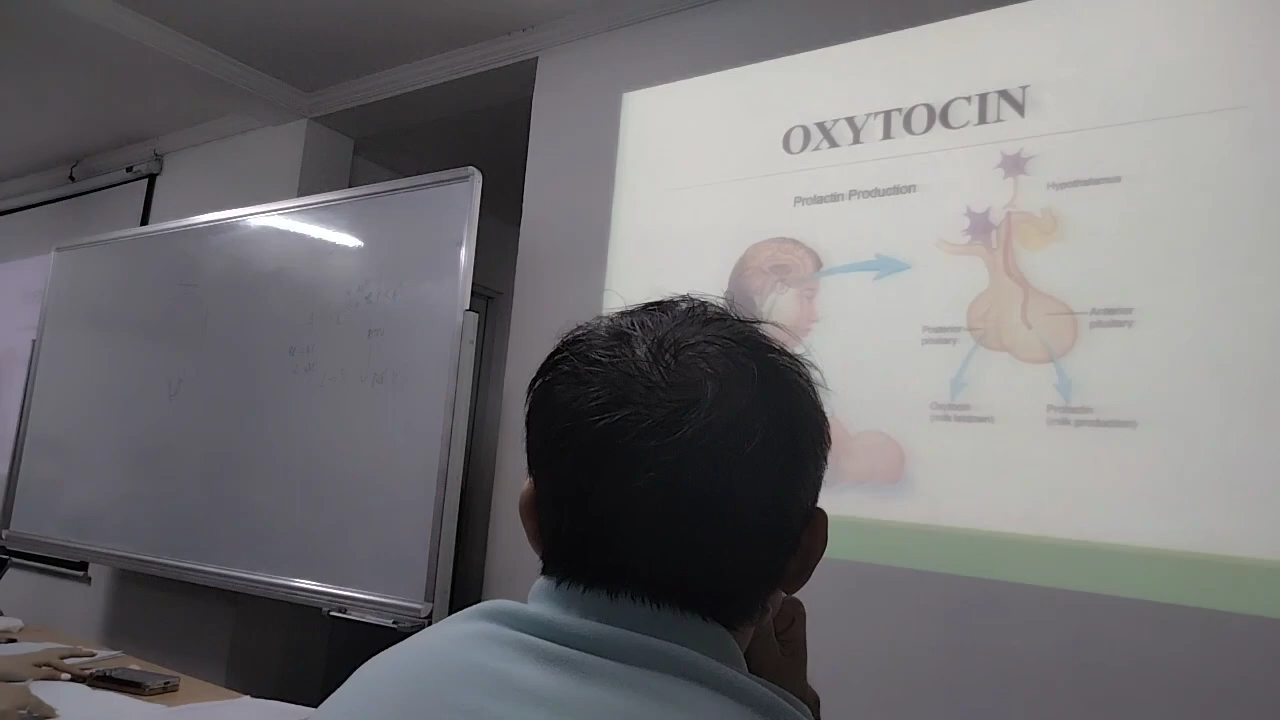 OXYTOCIN
Prolactin Production
Hypothalamus
Anterior
pituitary
Posterior
pituitary
Oxytocin
(milk letdown)
Prolactin
(milk production)